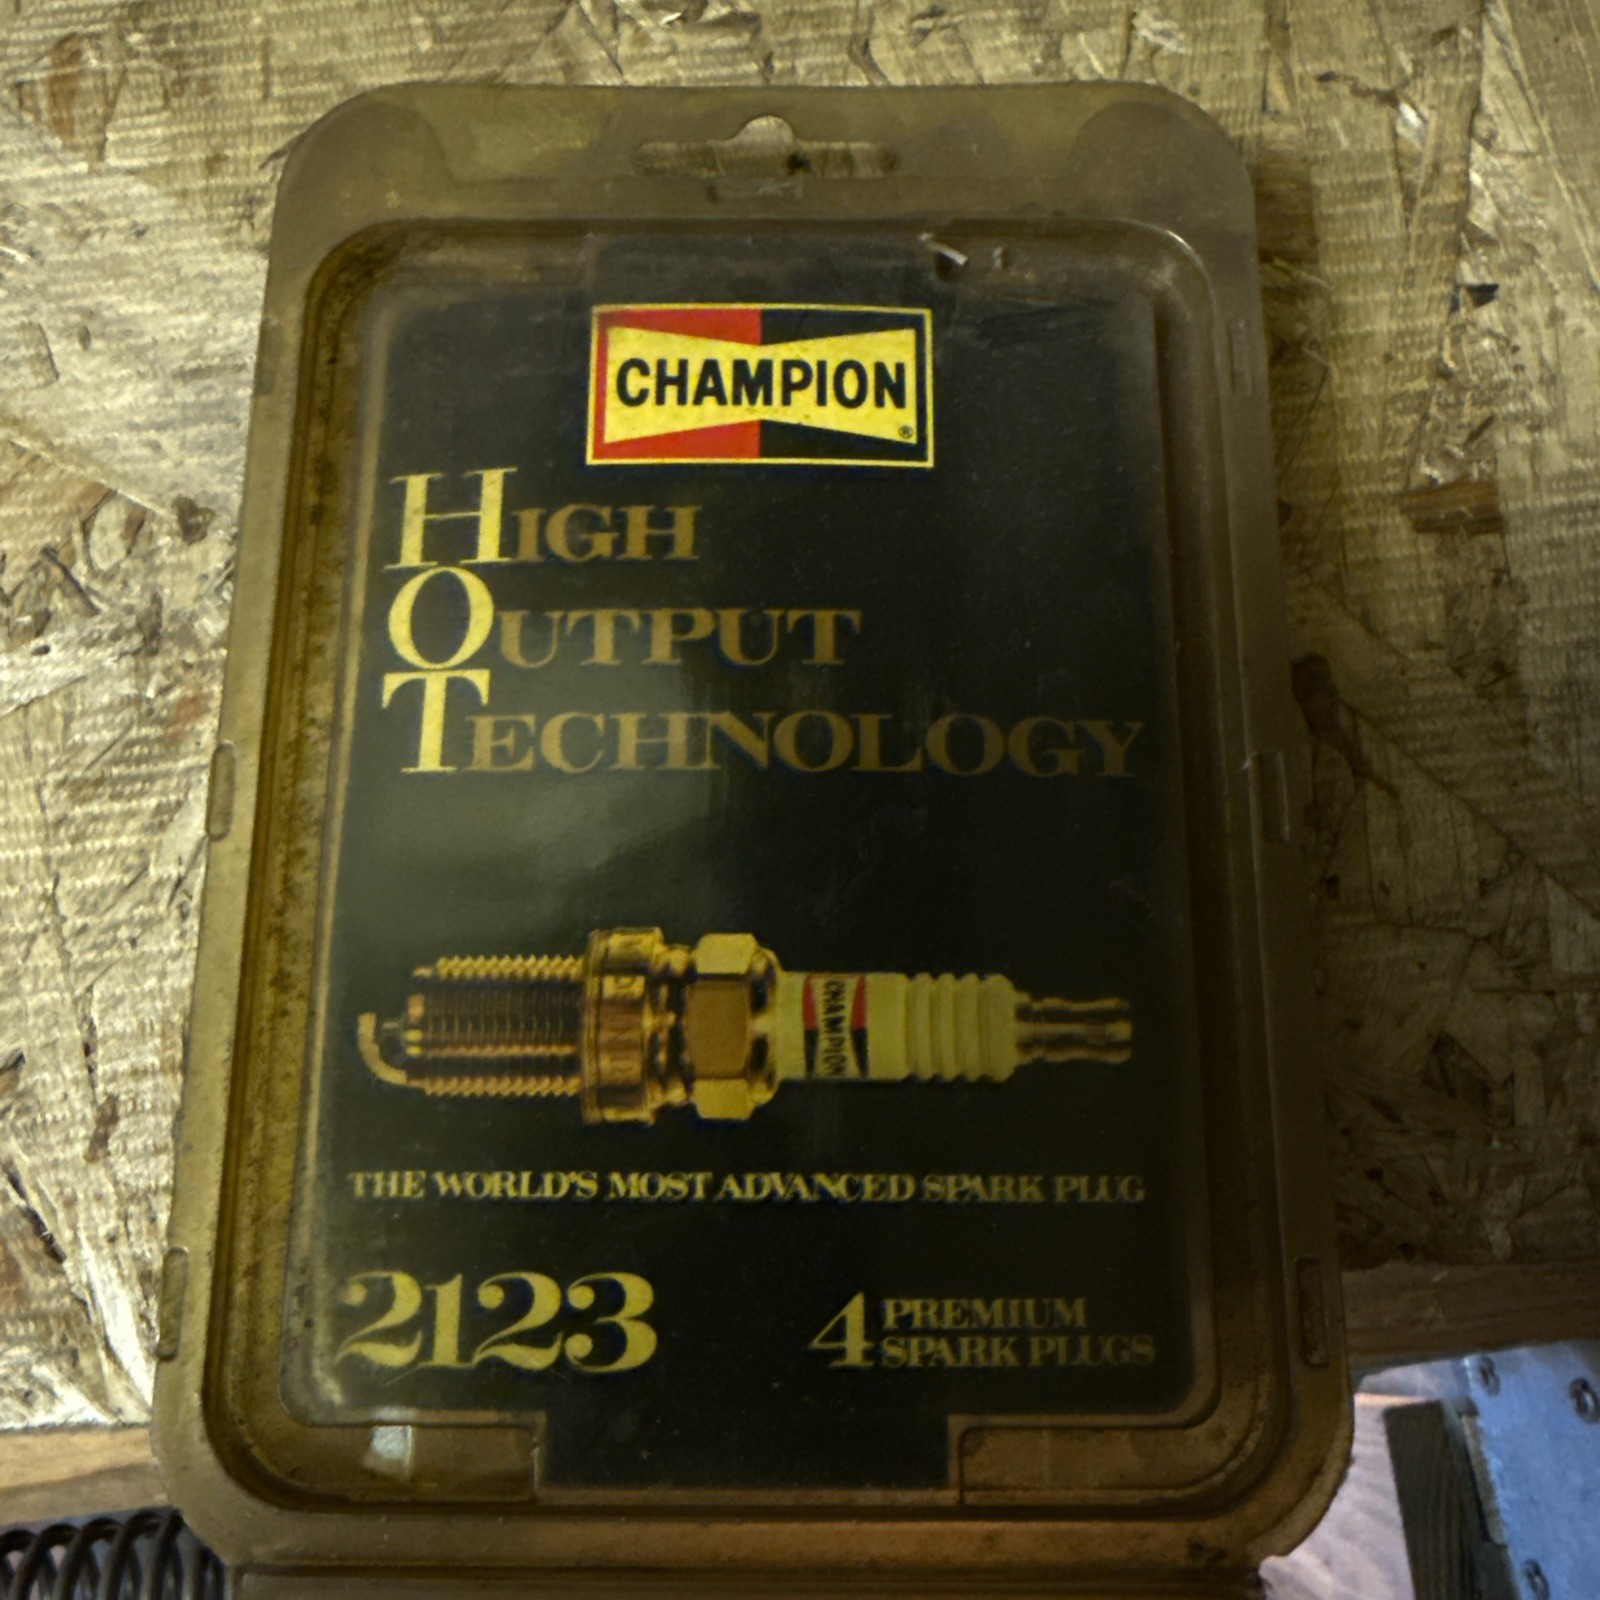 CHAMPION®
HIGH
OUTPUT
TECHNOLOGY
CHAMPION
THE WORLD'S MOST ADVANCED SPARK PLUG
2123
4 PREMIUM
SPARK PLUGS